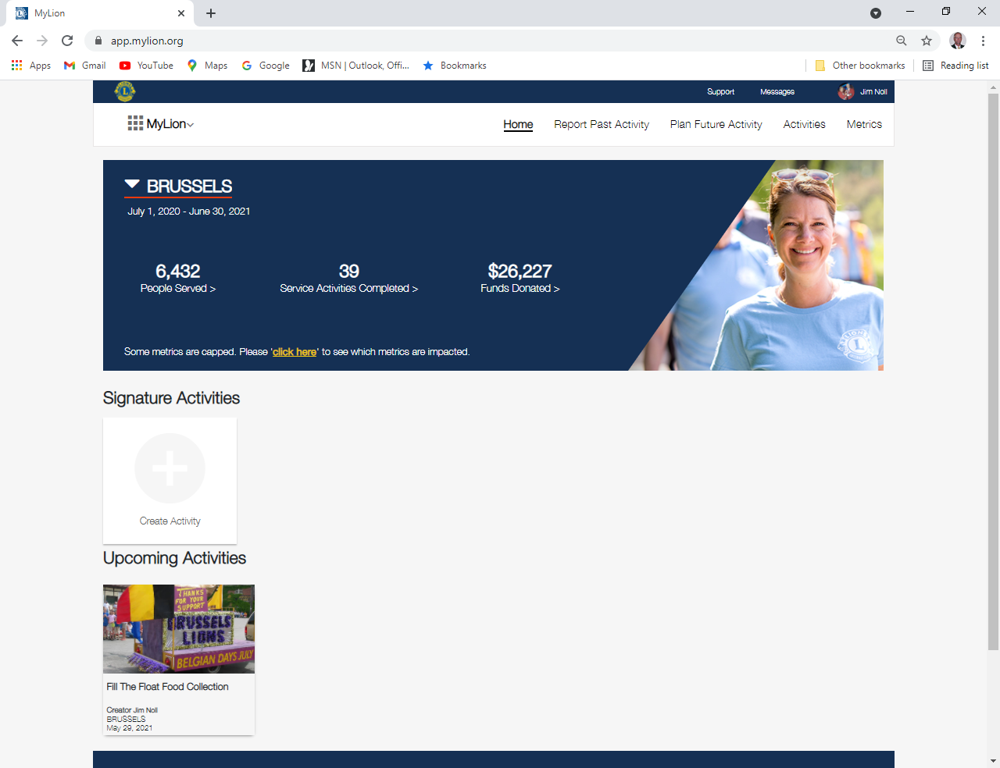 MyLion
app.mylion.org
Apps Gmail YouTube Maps Google MSN | Outlook, Offi... Bookmarks Other bookmarks Reading list
L
Support Messages Jim Noll
MyLion Home Report Past Activity Plan Future Activity Activities Metrics
BRUSSELS
July 1, 2020 - June 30, 2021
6,432 39 $26,227
People Served > Service Activities Completed > Funds Donated >
Some metrics are capped. Please 'click here' to see which metrics are impacted.
Signature Activities
Create Activity
Upcoming Activities
THANKS
FOR YOUR
SUPPORT
BRUSSELS
LIONS
BELGIAN DAYS JULY
Fill The Float Food Collection
Creator Jim Noll
BRUSSELS
May 29, 2021